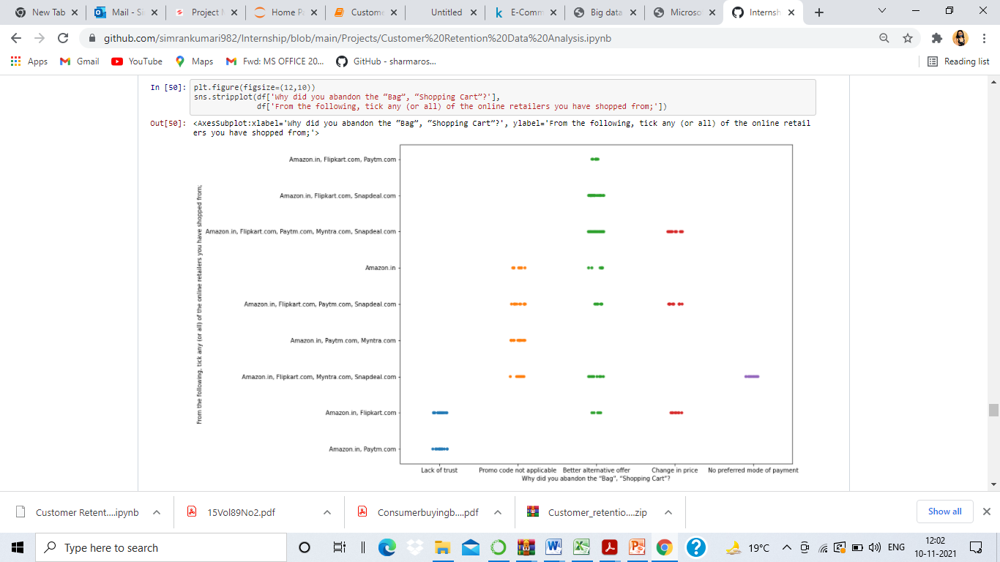 New Tab
Mail - Si
Project M
Home Pa
Custome
Untitled
E-Comm
Big data
Microso
Internsh
github.com/simrankumari982/Internship/blob/main/Projects/Customer%20Retention%20Data%20Analysis.ipynb
Apps
Gmail
YouTube
Maps
Fwd: MS OFFICE 20...
GitHub - sharmaros...
Reading list
In [50]: plt.figure(figsize=(12,10))
sns.stripplot(df['Why did you abandon the “Bag”, “Shopping Cart”?'],
df['From the following, tick any (or all) of the online retailers you have shopped from;'])
Out[50]: <AxesSubplot:xlabel='Why did you abandon the “Bag”, “Shopping Cart”?', ylabel='From the following, tick any (or all) of the online retail
ers you have shopped from;'>
From the following, tick any (or all) of the online retailers you have shopped from;
Amazon.in, Flipkart.com, Paytm.com
Amazon.in, Flipkart.com, Snapdeal.com
Amazon.in, Flipkart.com, Paytm.com, Myntra.com, Snapdeal.com
Amazon.in
Amazon.in, Flipkart.com, Paytm.com, Snapdeal.com
Amazon.in, Paytm.com, Myntra.com
Amazon.in, Flipkart.com, Myntra.com, Snapdeal.com
Amazon.in, Flipkart.com
Amazon.in, Paytm.com
Lack of trust
Promo code not applicable
Better alternative offer
Change in price
No preferred mode of payment
Why did you abandon the “Bag”, “Shopping Cart”?
Customer Retent....ipynb
15Vol89No2.pdf
Consumerbuyingb....pdf
Customer_retentio....zip
Show all
Type here to search
19°C
ENG
12:02
10-11-2021